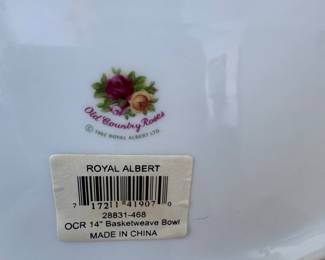 Old Country Roses
© 1962 ROYAL ALBERT LTD.
ROYAL ALBERT
7 17211 41907 0
28831-468
OCR 14" Basketweave Bowl
MADE IN CHINA